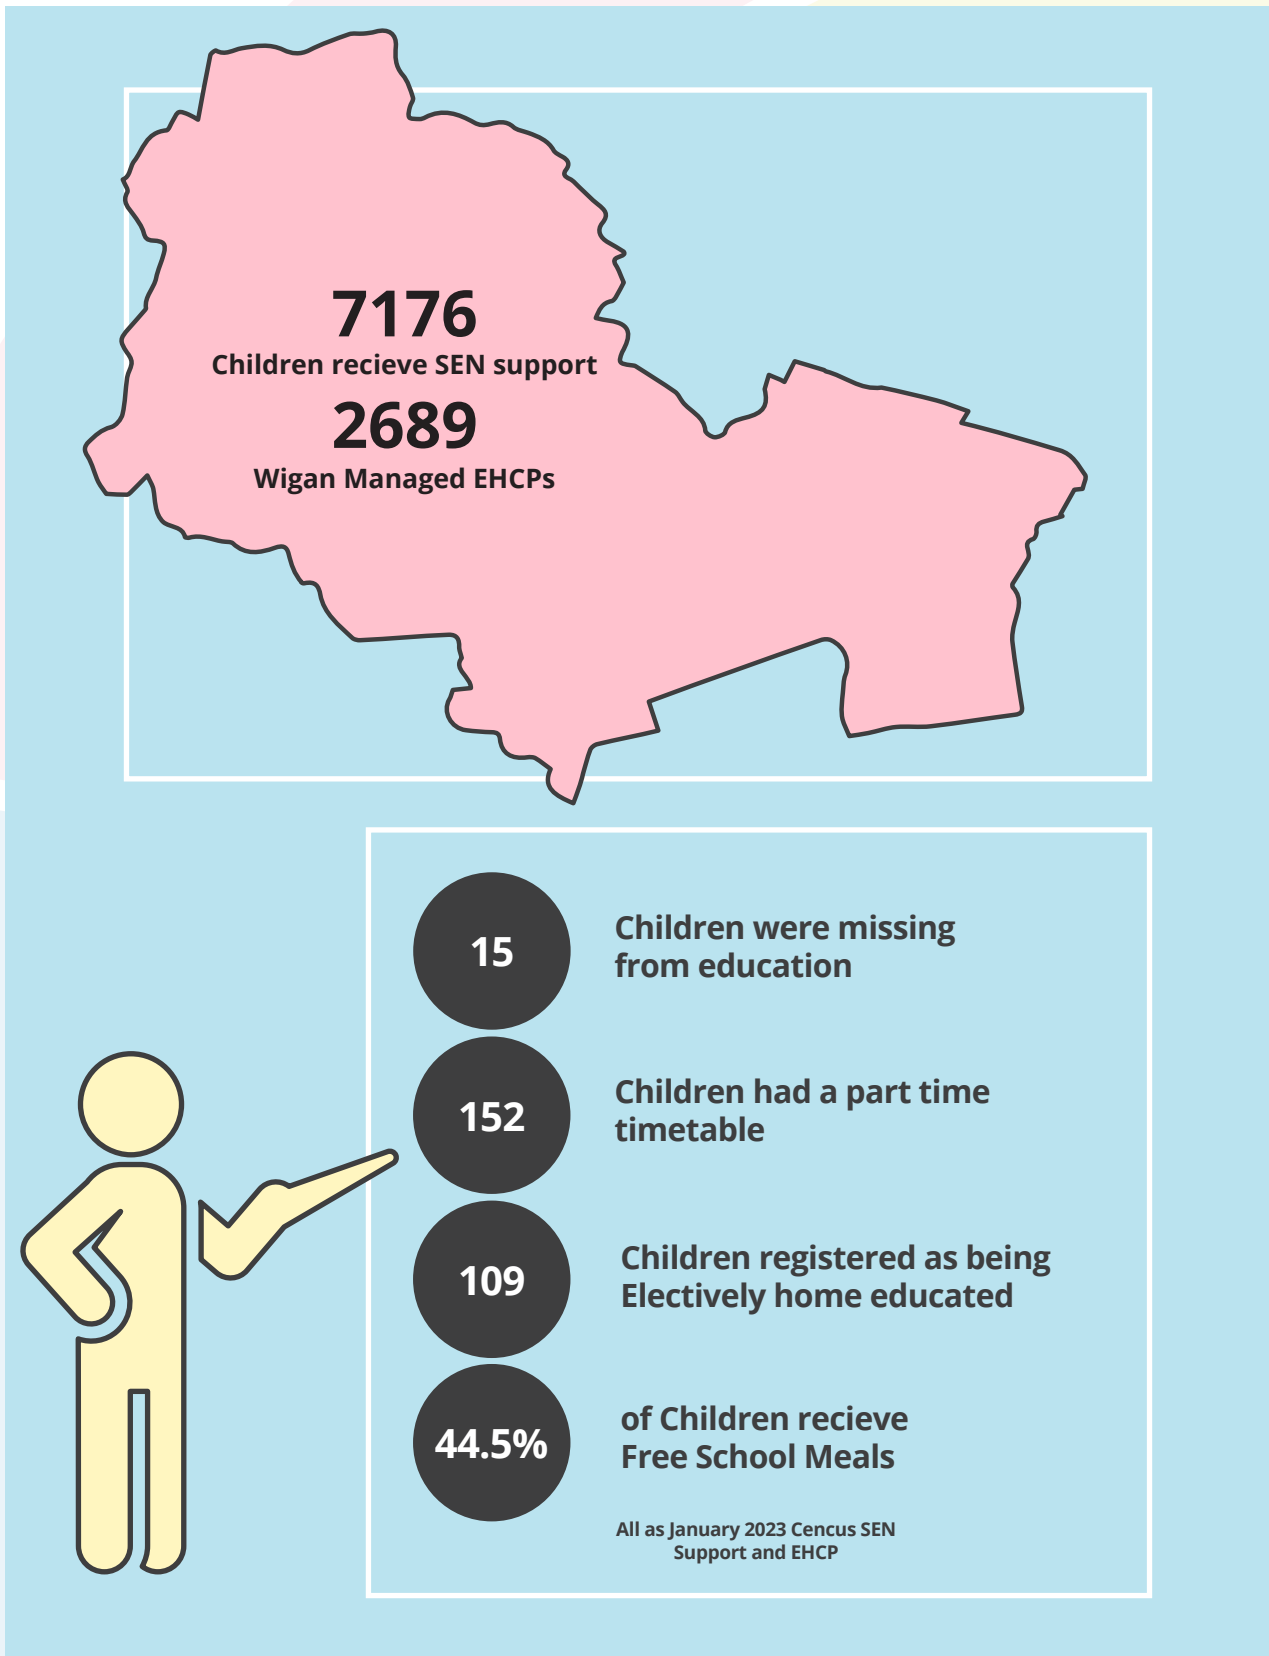 7176
Children recieve SEN support
2689
Wigan Managed EHCPs
15
Children were missing
from education
152
Children had a part time
timetable
109
Children registered as being
Electively home educated
44.5%
of Children recieve
Free School Meals
All as January 2023 Cencus SEN
Support and EHCP